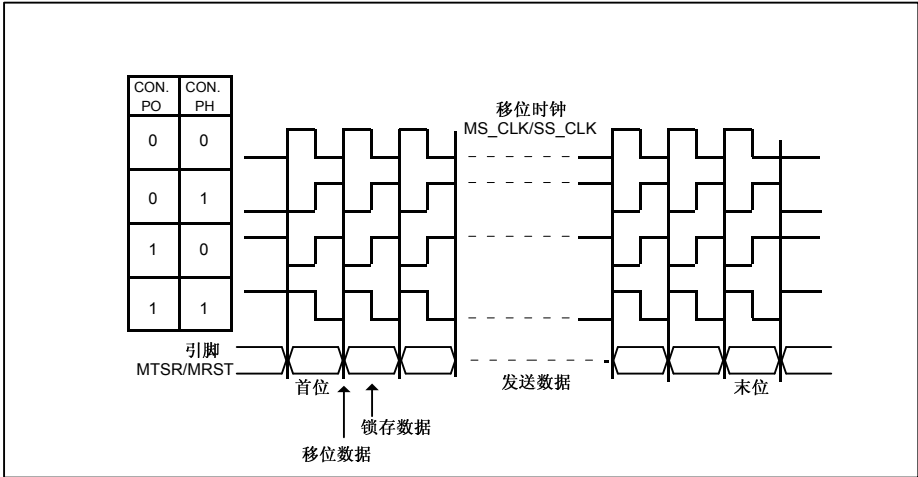 CON. CON.
PO PH
0 0
0 1
1 0
1 1
移位时钟
MS_CLK/SS_CLK
引脚
MTSR/MRST
首位
发送数据
末位
锁存数据
移位数据